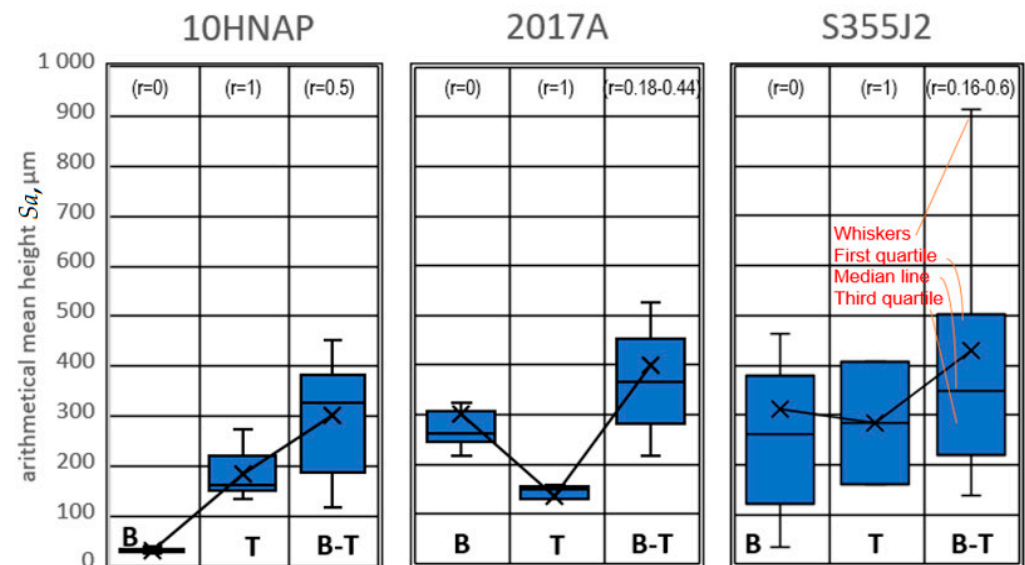 10HNAP 2017A S355J2
1 000
900
800
700
600
500
400
300
200
100
0
arithmetical mean height Sa, µm
(r=0) (r=1) (r=0.5)
B T B-T
(r=0) (r=1) (r=0.18-0.44)
B T B-T
(r=0) (r=1) (r=0.16-0.6)
Whiskers
First quartile
Median line
Third quartile
B T B-T